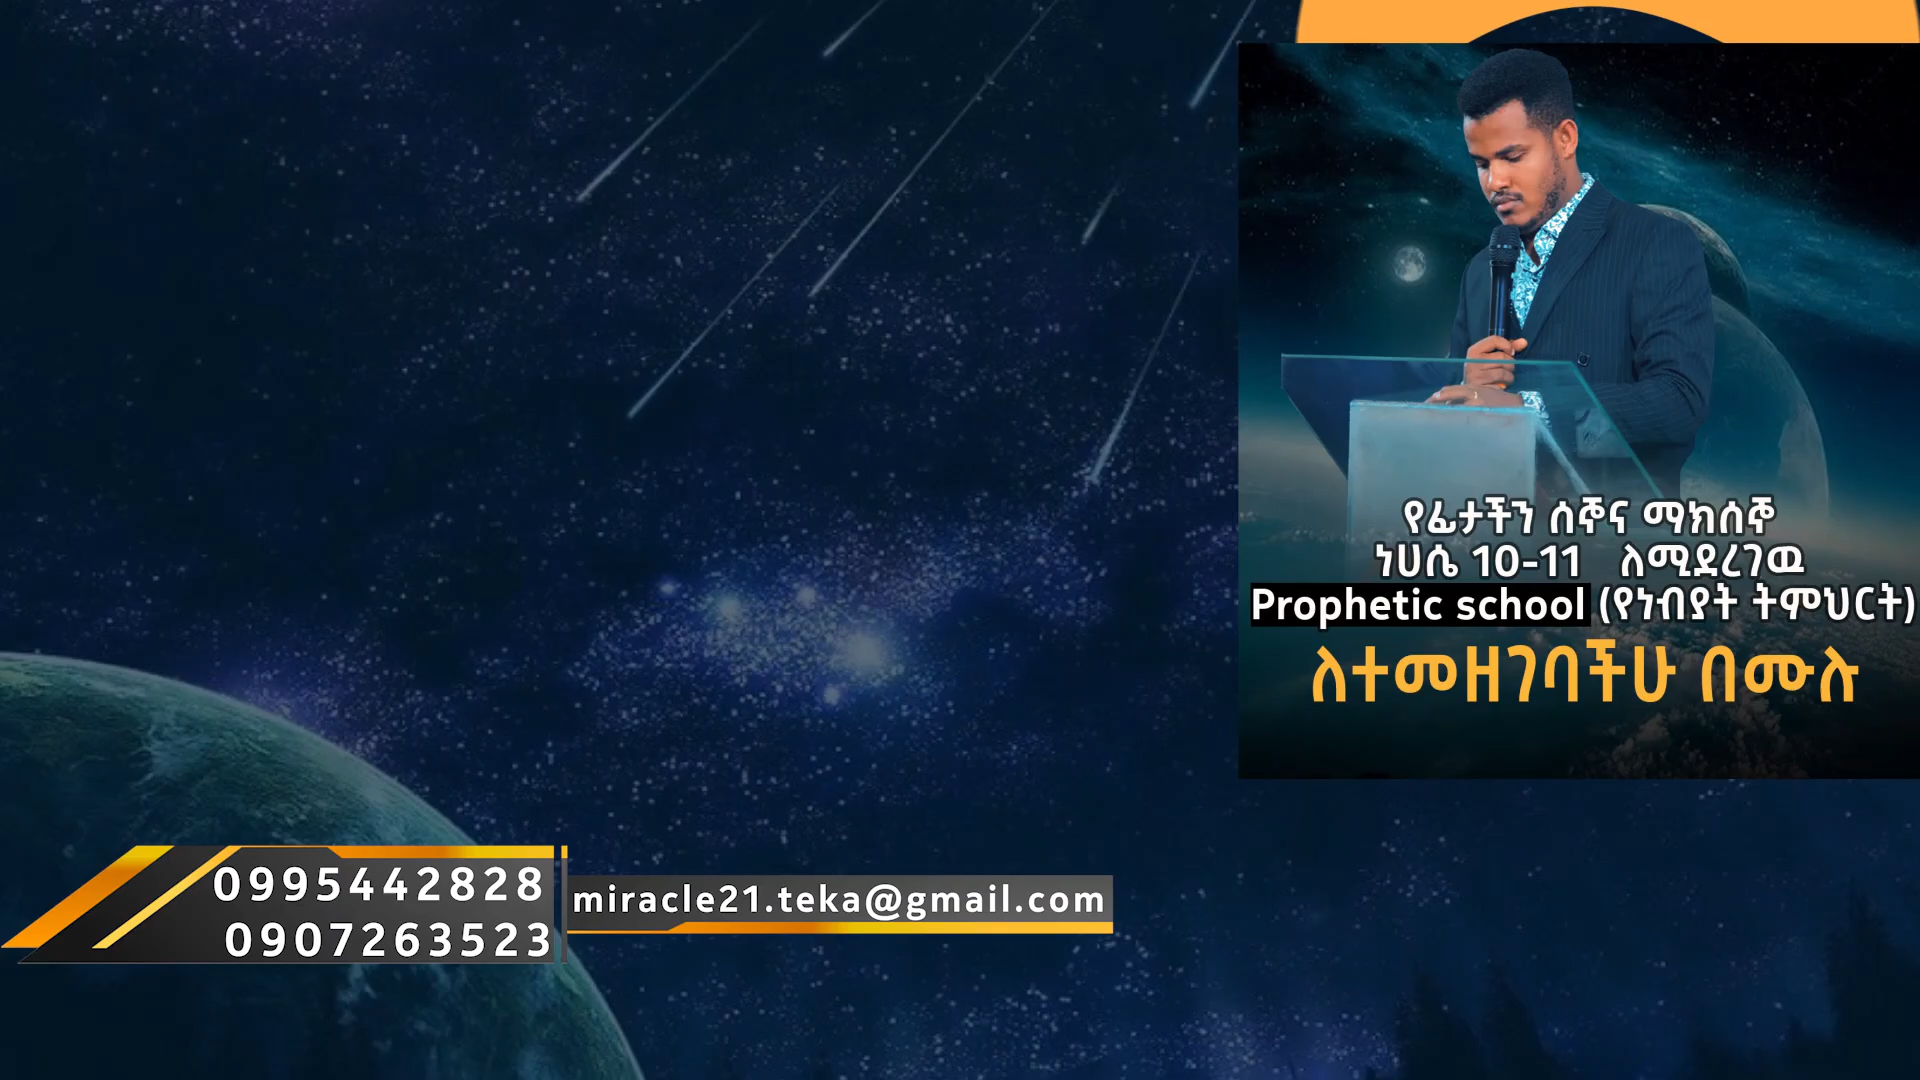 የፊታችን ሰኞና ማክሰኞ
ነሀሴ 10-11 ለሚደረገዉ
Prophetic school (የነብያት ትምህርት)
ለተመዘገባችሁ በሙሉ
0995442828
0907263523
miracle21.teka@gmail.com